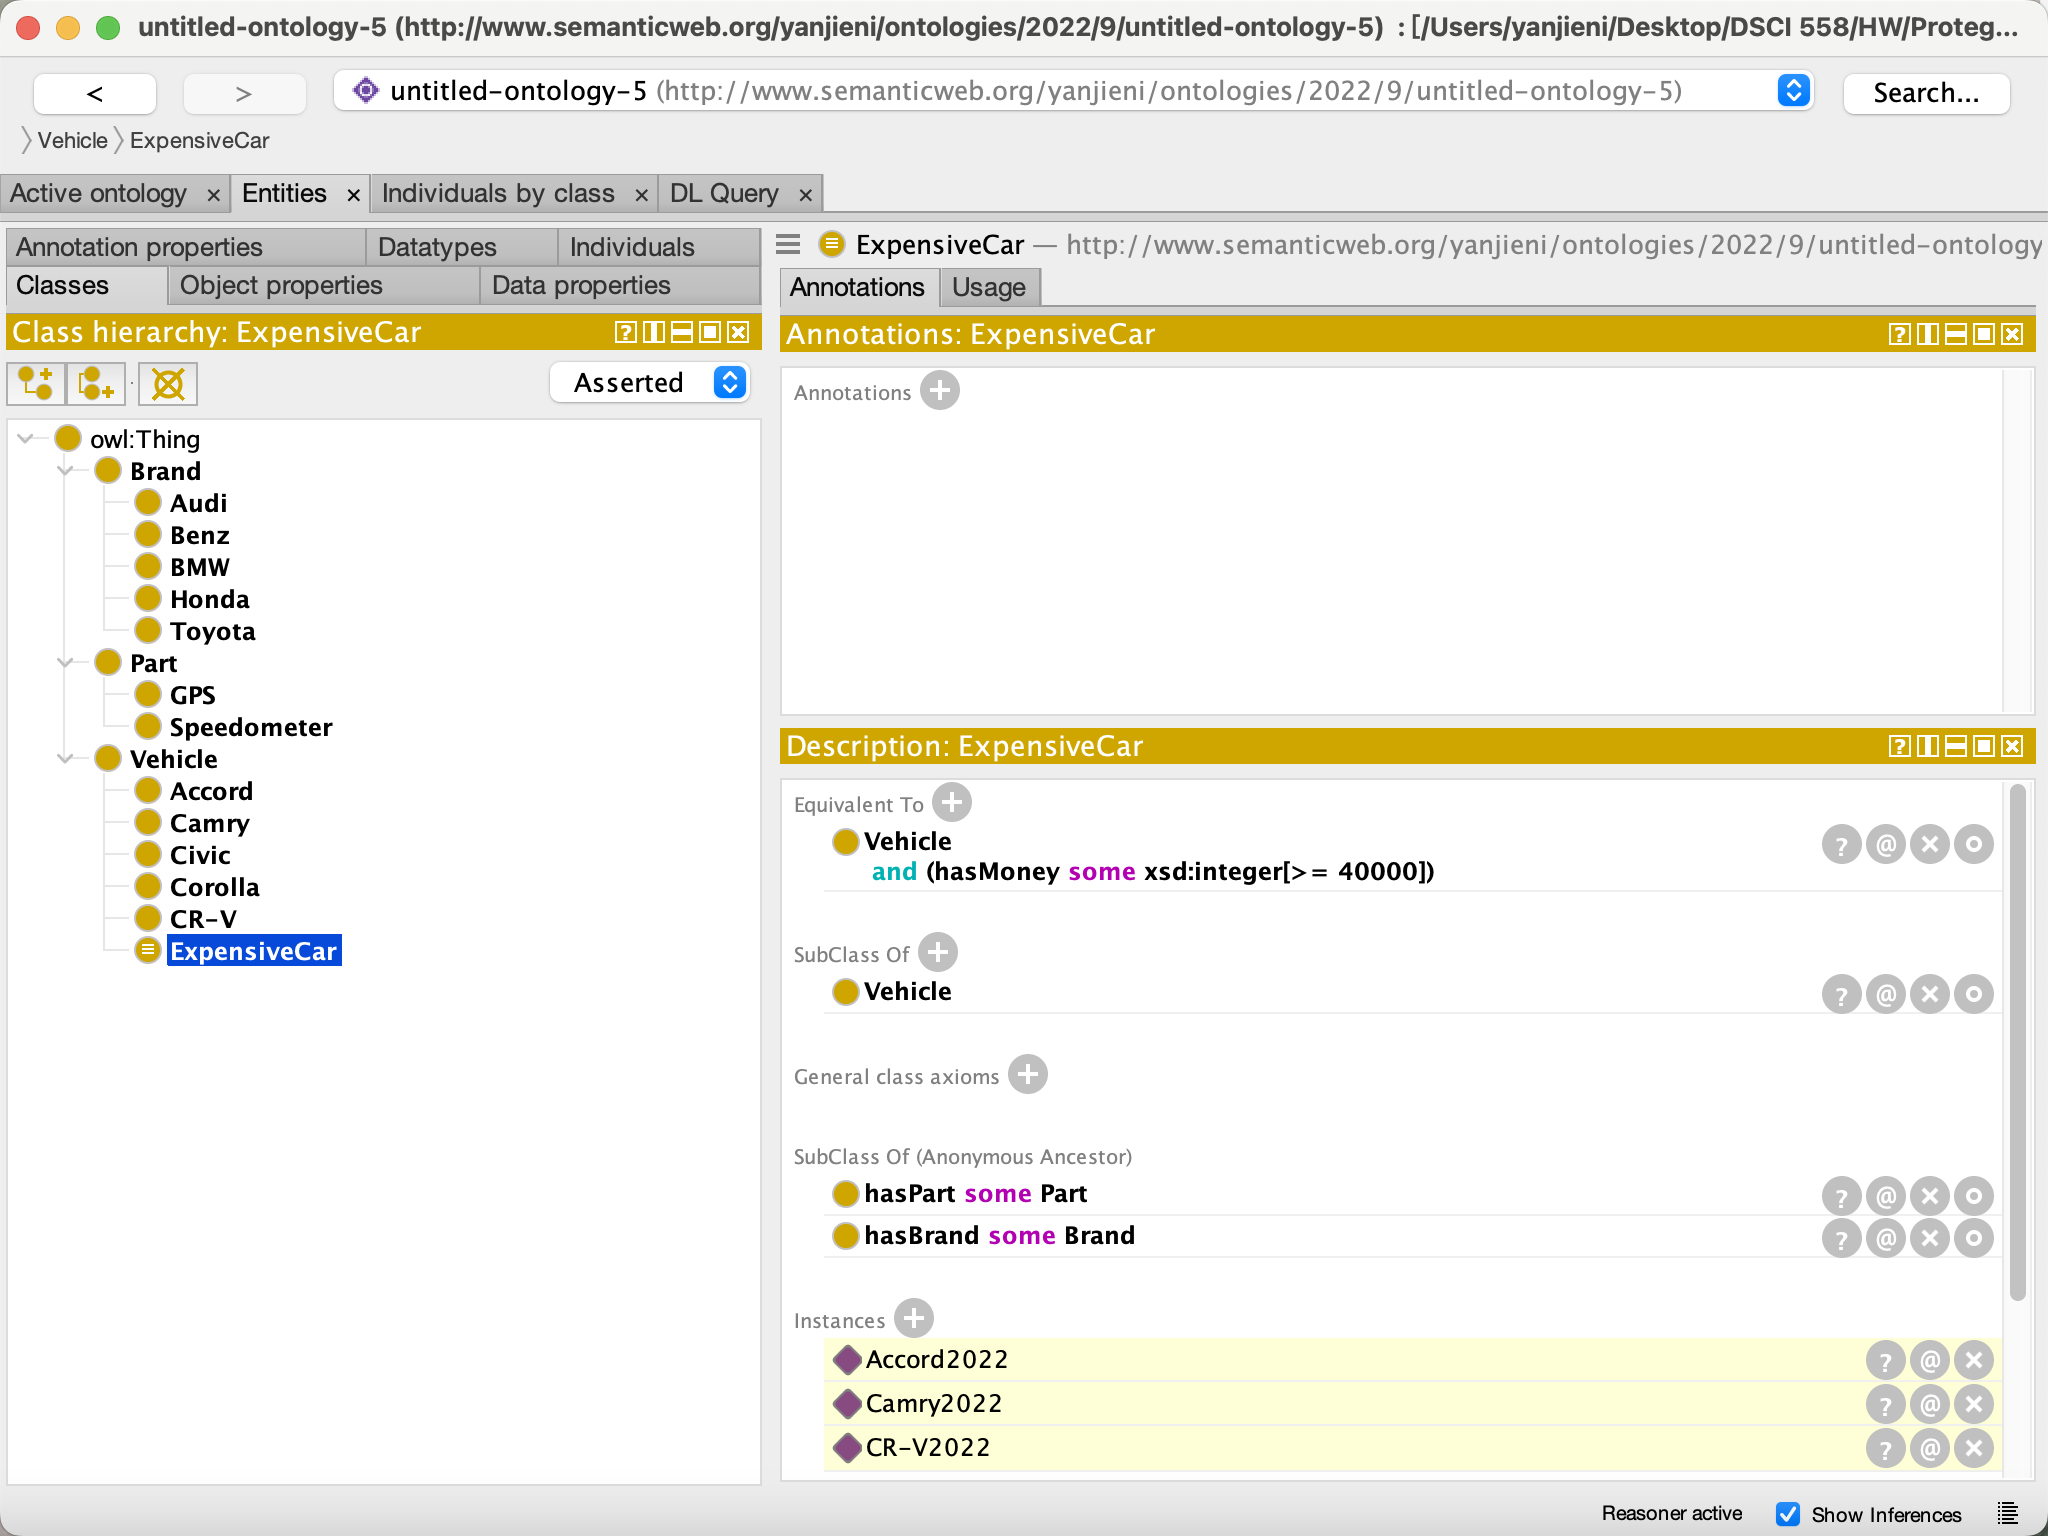 untitled-ontology-5 (http://www.semanticweb.org/yanjieni/ontologies/2022/9/untitled-ontology-5) : [/Users/yanjieni/Desktop/DSCI 558/HW/Proteg...
< > untitled-ontology-5 (http://www.semanticweb.org/yanjieni/ontologies/2022/9/untitled-ontology-5) Search...
Vehicle ExpensiveCar
Active ontology × Entities × Individuals by class × DL Query ×
Annotation properties Datatypes Individuals
Classes Object properties Data properties
Class hierarchy: ExpensiveCar
Asserted
owl:Thing
Brand
Audi
Benz
BMW
Honda
Toyota
Part
GPS
Speedometer
Vehicle
Accord
Camry
Civic
Corolla
CR-V
ExpensiveCar
ExpensiveCar — http://www.semanticweb.org/yanjieni/ontologies/2022/9/untitled-ontology
Annotations Usage
Annotations: ExpensiveCar
Annotations
Description: ExpensiveCar
Equivalent To
Vehicle
and (hasMoney some xsd:integer[>= 40000])
SubClass Of
Vehicle
General class axioms
SubClass Of (Anonymous Ancestor)
hasPart some Part
hasBrand some Brand
Instances
Accord2022
Camry2022
CR-V2022
Reasoner active Show Inferences